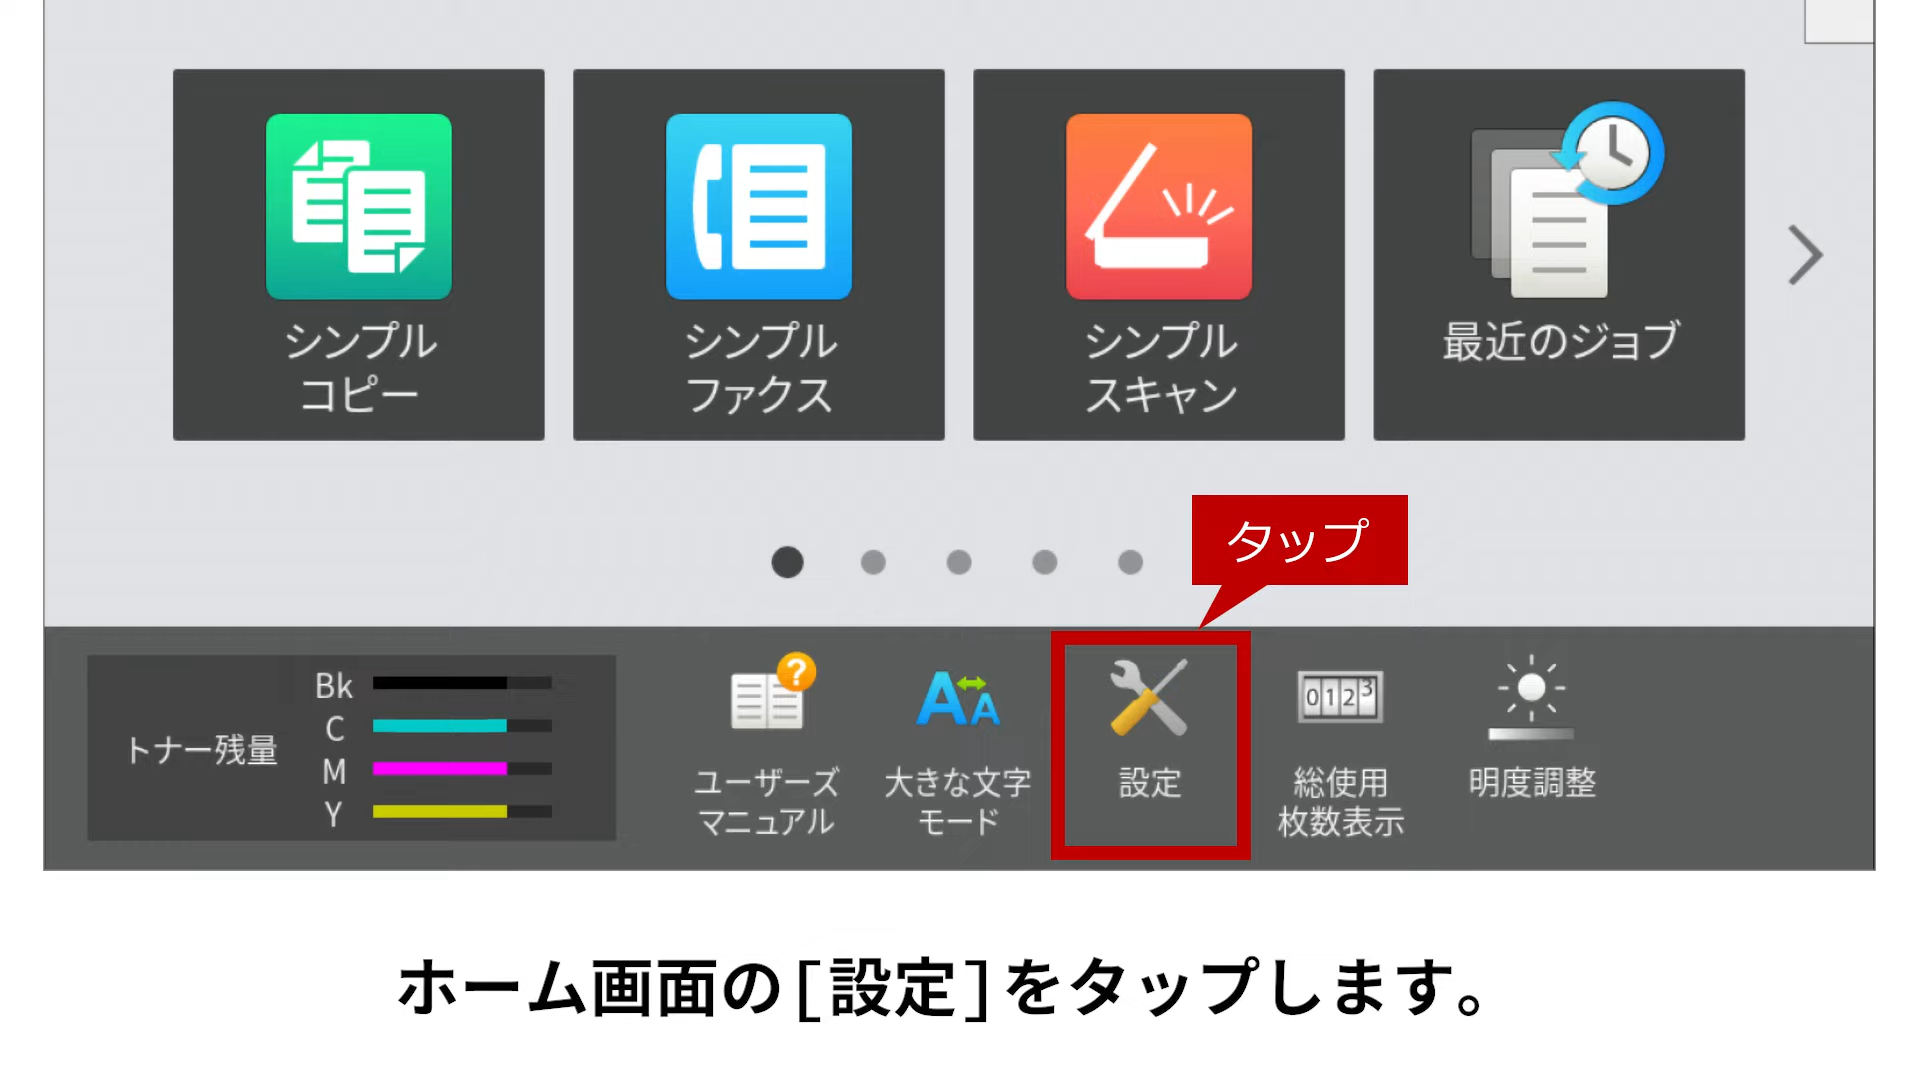 シンプル
コピー
シンプル
ファクス
シンプル
スキャン
最近のジョブ
タップ
トナー残量
Bk
C
M
Y
?
ユーザーズ
マニュアル
AA
大きな文字
モード
設定
0123
総使用
枚数表示
明度調整
ホーム画面の[設定]をタップします。